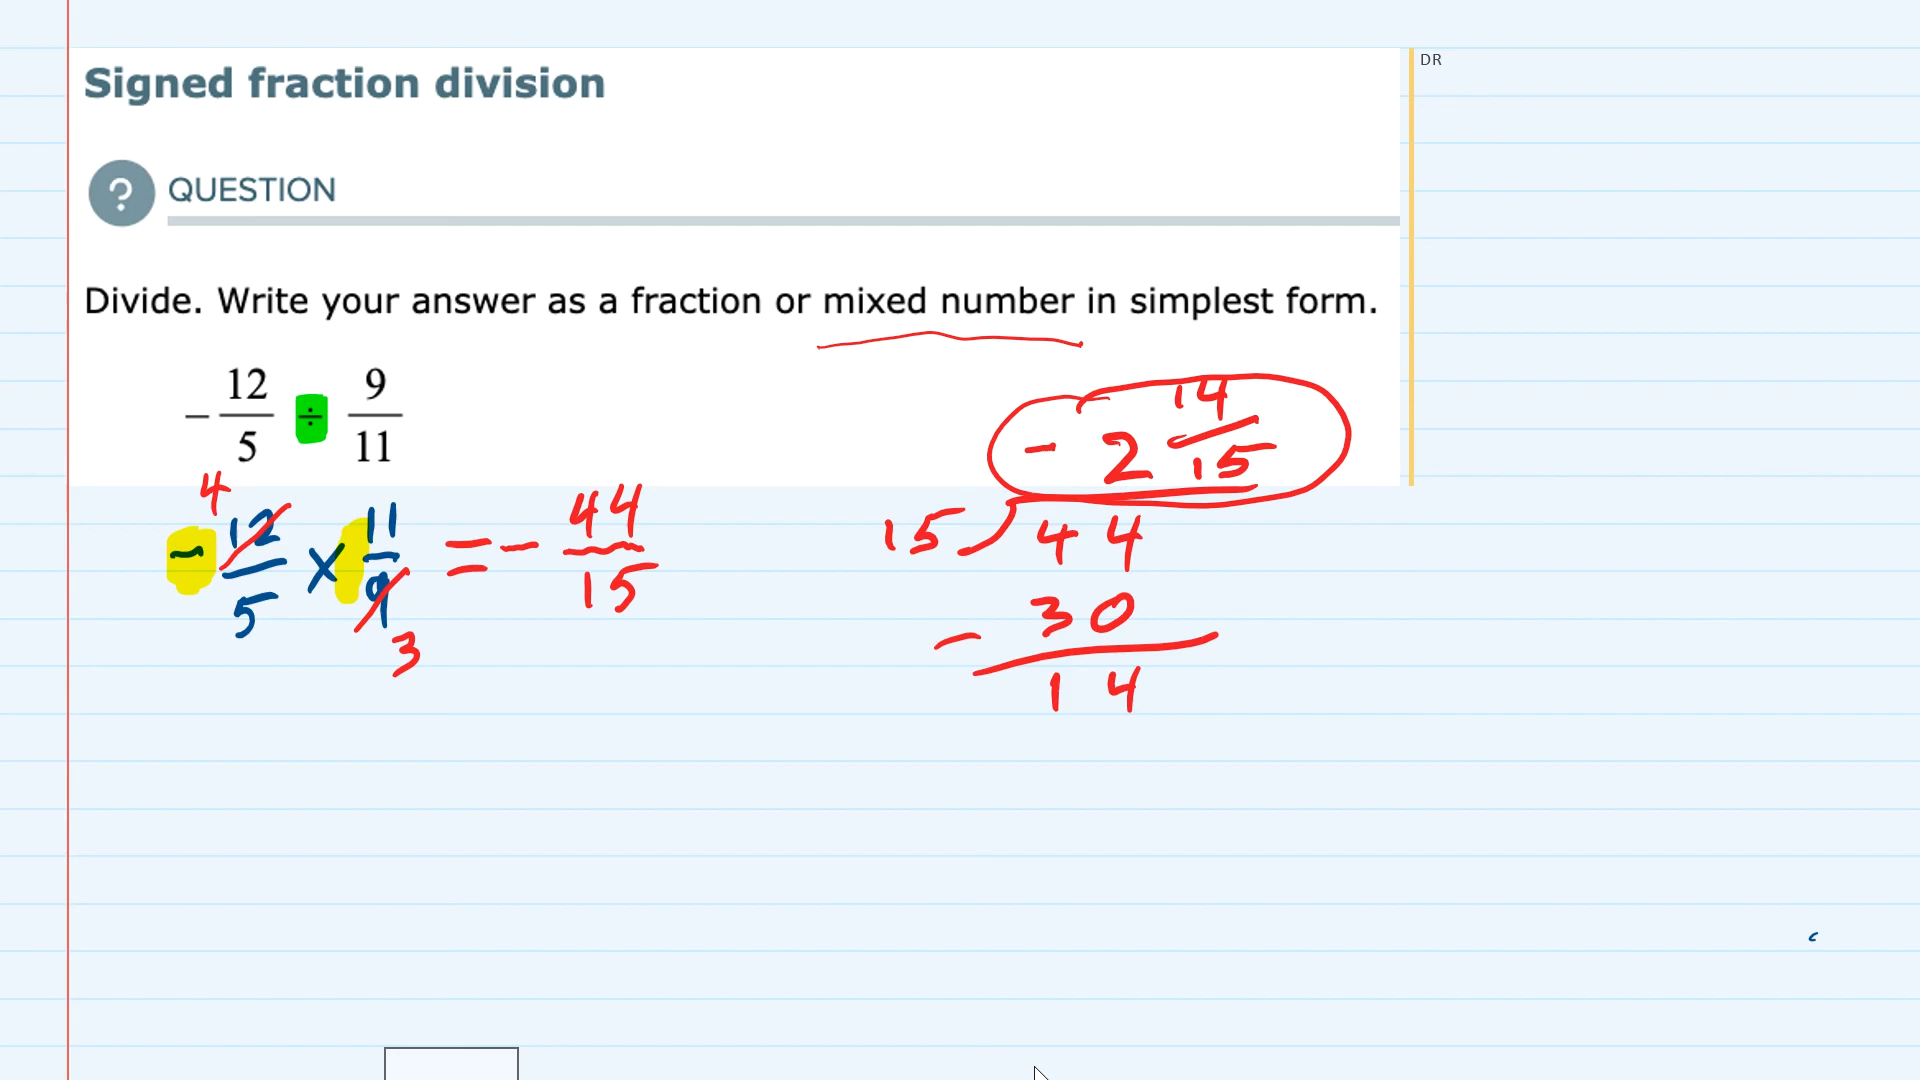 Signed fraction division
DR
? QUESTION
Divide. Write your answer as a fraction or mixed number in simplest form.
− 12/5 ÷ 9/11
4
− 12/5 × 11/9 = − 44/15
3
− 2 14/15
15 44
− 30
14